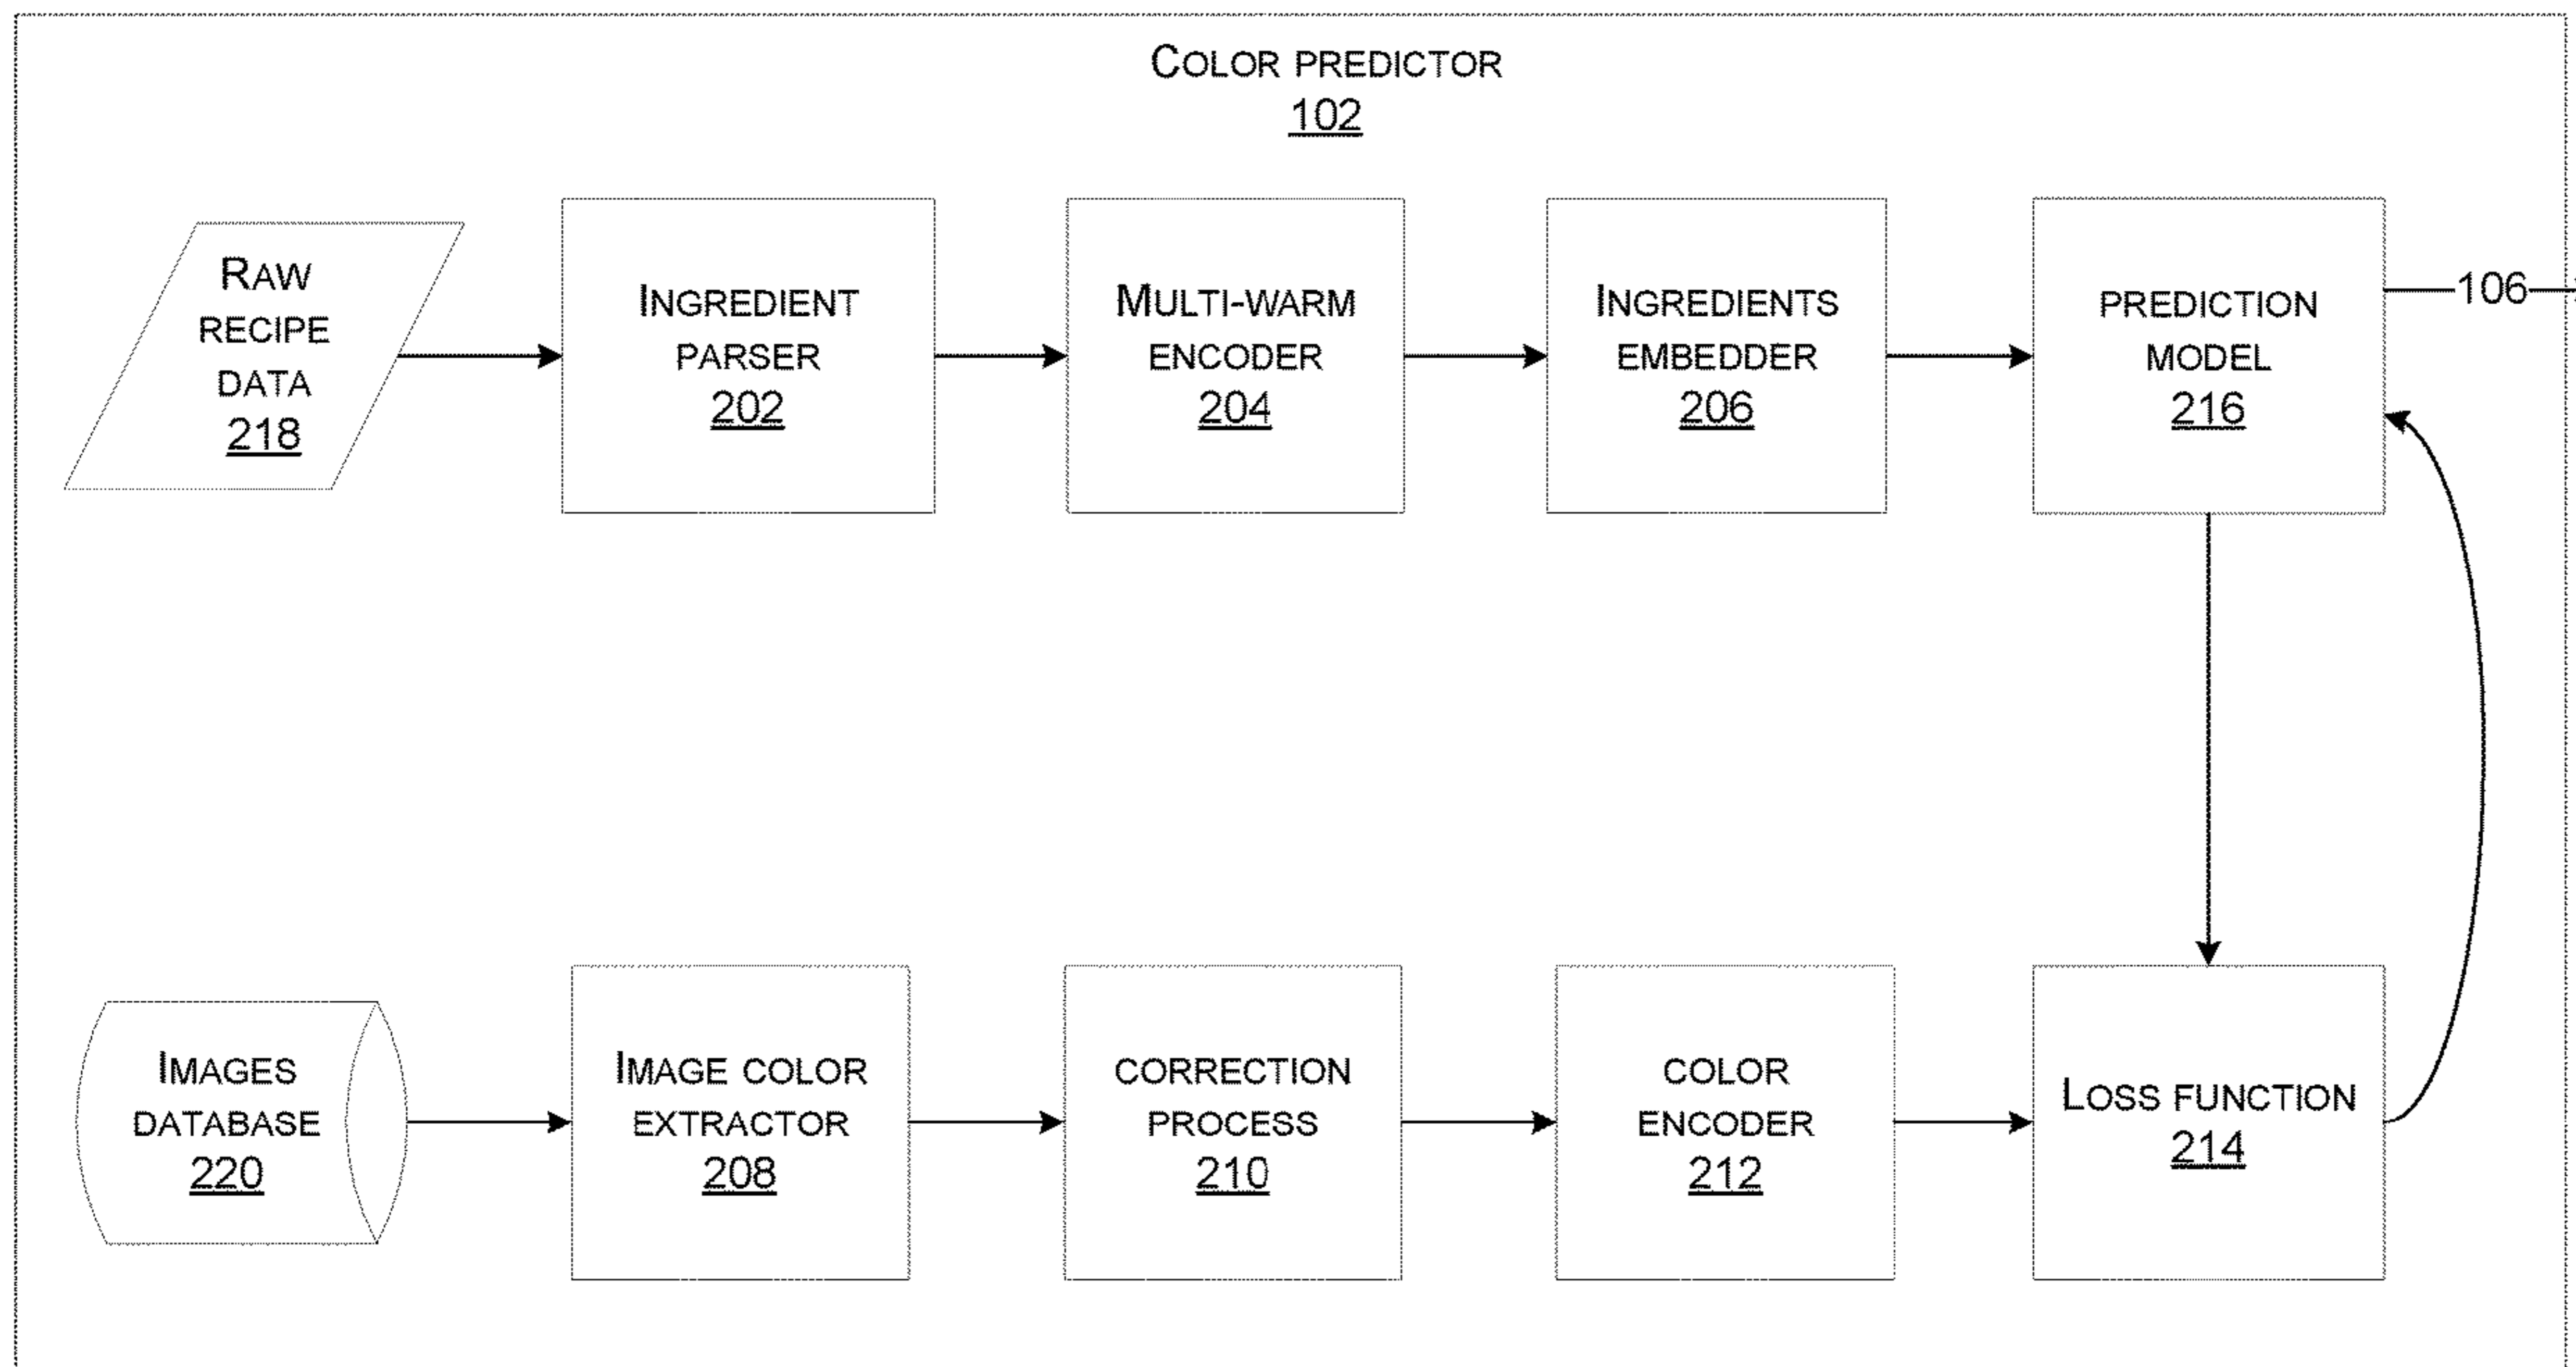 COLOR PREDICTOR
102
RAW
RECIPE
DATA
218
INGREDIENT
PARSER
202
MULTI-WARM
ENCODER
204
INGREDIENTS
EMBEDDER
206
PREDICTION
MODEL
216
106
IMAGES
DATABASE
220
IMAGE COLOR
EXTRACTOR
208
CORRECTION
PROCESS
210
COLOR
ENCODER
212
LOSS FUNCTION
214